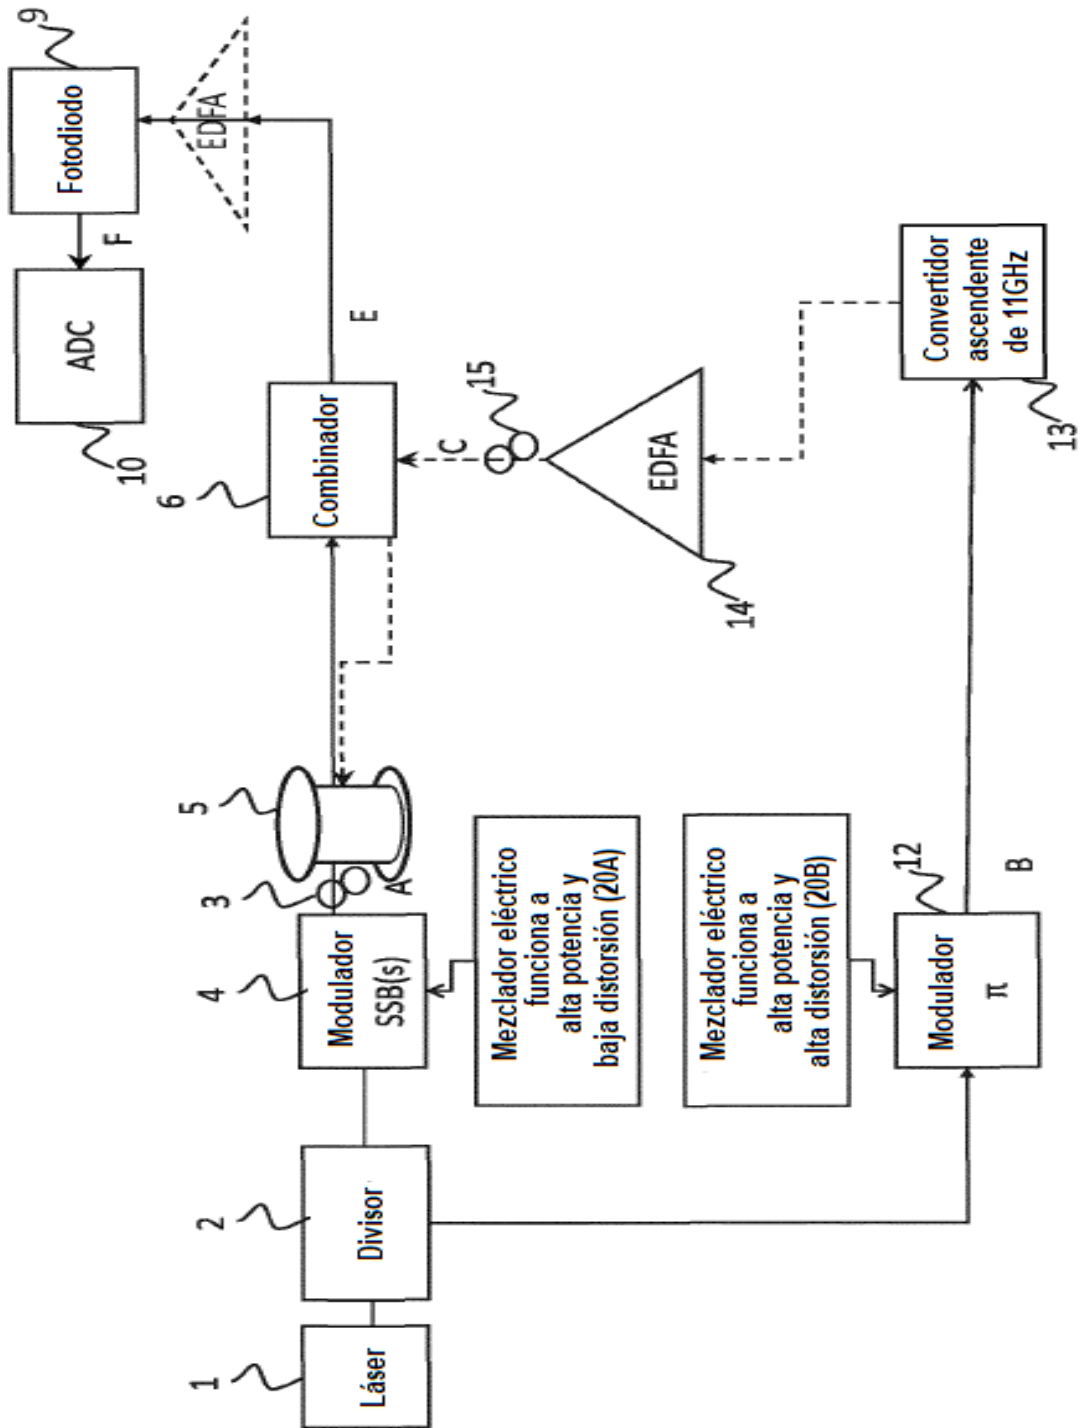 1
Láser
2
Divisor
4
Modulador
SSB(s)
3
A
5
6
Combinador
E
C
15
EDFA
14
EDFA
9
Fotodiodo
F
ADC
10
Mezclador eléctrico
funciona a
alta potencia y
baja distorsión (20A)
Mezclador eléctrico
funciona a
alta potencia y
alta distorsión (20B)
12
Modulador
π
B
Convertidor
ascendente
de 11GHz
13